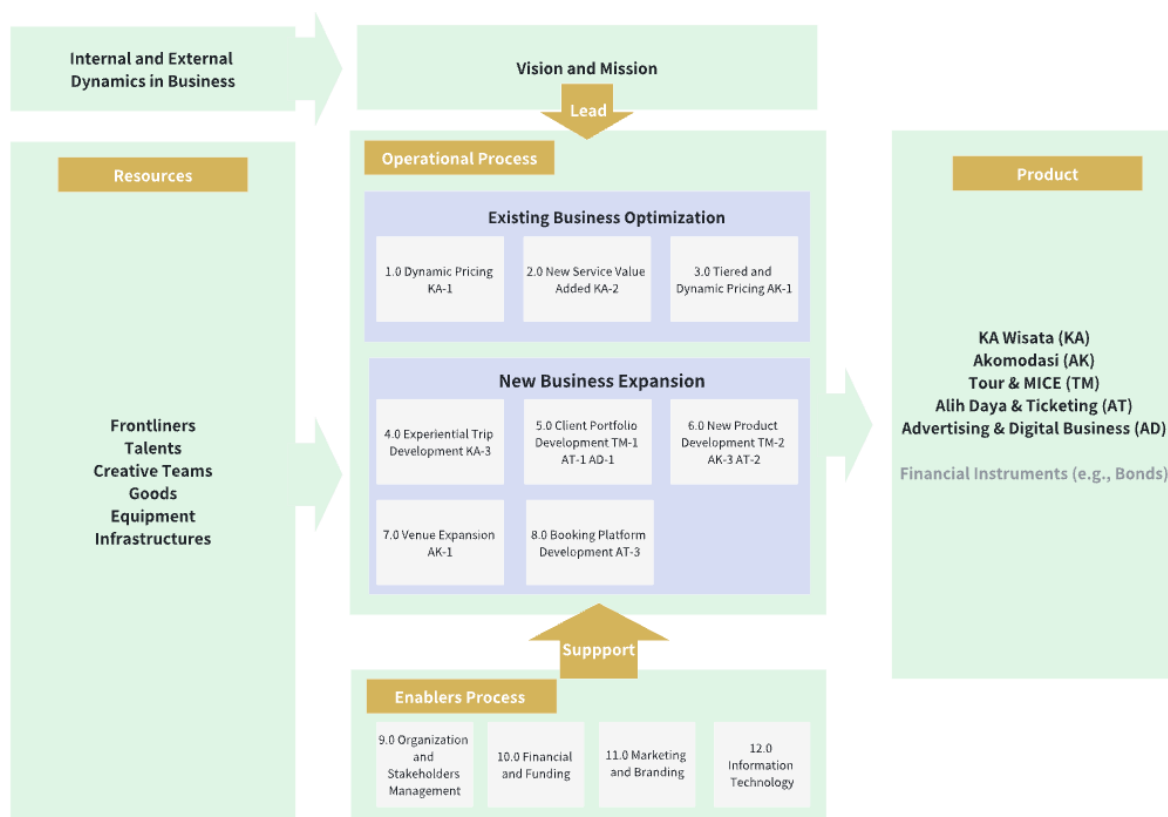 Internal and External
Dynamics in Business
Vision and Mission
Lead
Resources
Frontliners
Talents
Creative Teams
Goods
Equipment
Infrastructures
Operational Process
Existing Business Optimization
1.0 Dynamic Pricing
KA-1
2.0 New Service Value
Added KA-2
3.0 Tiered and
Dynamic Pricing AK-1
New Business Expansion
4.0 Experiential Trip
Development KA-3
5.0 Client Portfolio
Development TM-1
AT-1 AD-1
6.0 New Product
Development TM-2
AK-3 AT-2
7.0 Venue Expansion
AK-1
8.0 Booking Platform
Development AT-3
Suppport
Enablers Process
9.0 Organization
and
Stakeholders
Management
10.0 Financial
and Funding
11.0 Marketing
and Branding
12.0
Information
Technology
Product
KA Wisata (KA)
Akomodasi (AK)
Tour & MICE (TM)
Alih Daya & Ticketing (AT)
Advertising & Digital Business (AD)
Financial Instruments (e.g., Bonds)